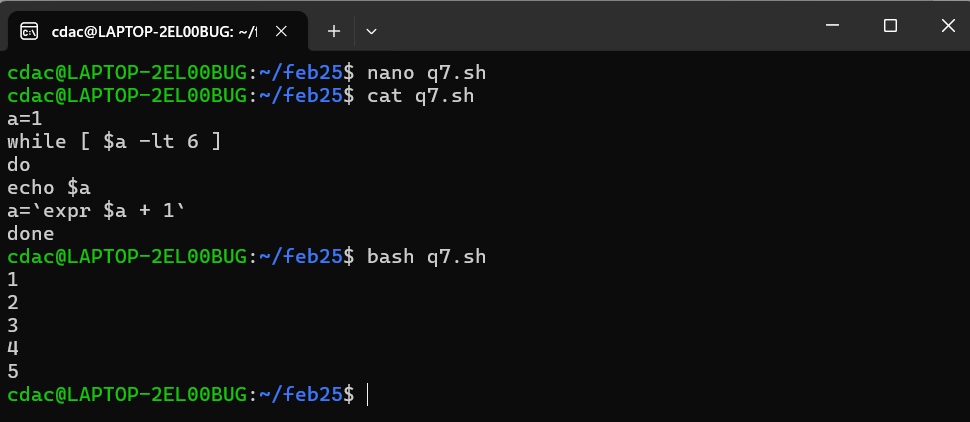 cdac@LAPTOP-2EL00BUG: ~/f
cdac@LAPTOP-2EL00BUG:~/feb25$ nano q7.sh
cdac@LAPTOP-2EL00BUG:~/feb25$ cat q7.sh
a=1
while [ $a -lt 6 ]
do
echo $a
a=`expr $a + 1`
done
cdac@LAPTOP-2EL00BUG:~/feb25$ bash q7.sh
1
2
3
4
5
cdac@LAPTOP-2EL00BUG:~/feb25$